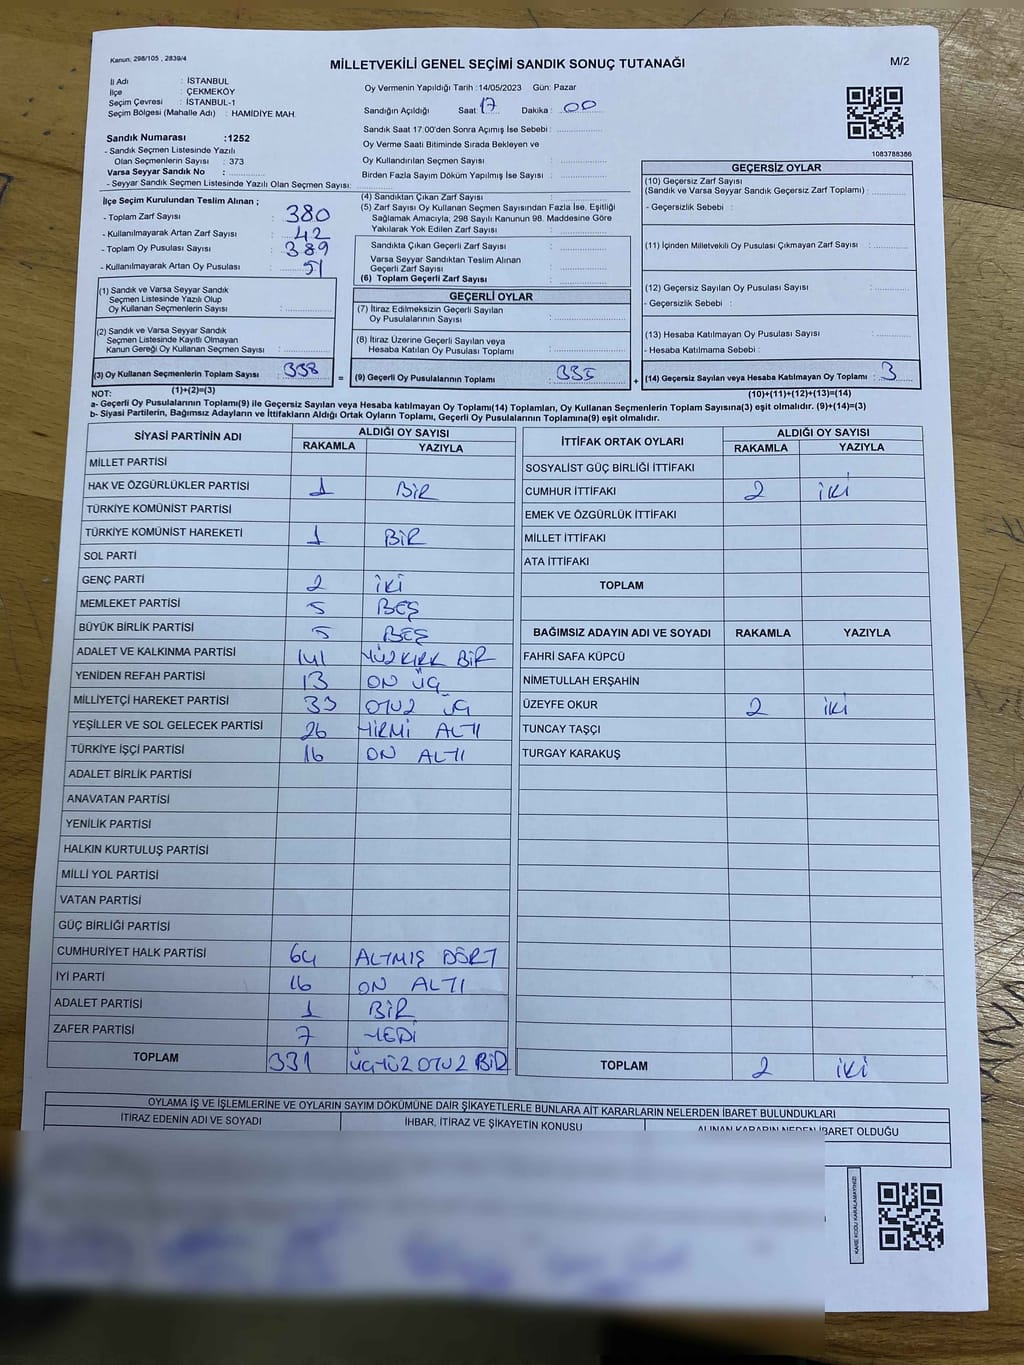 Kanun: 298/105 , 2839/4
MİLLETVEKİLİ GENEL SEÇİMİ SANDIK SONUÇ TUTANAĞI
M/2
İl Adı : İSTANBUL
İlçe : ÇEKMEKÖY
Seçim Çevresi : İSTANBUL-1
Seçim Bölgesi (Mahalle Adı) : HAMİDİYE MAH.
Oy Vermenin Yapıldığı Tarih :14/05/2023 Gün: Pazar
Sandığın Açıldığı Saat : 17 Dakika : 00
Sandık Saat 17.00'den Sonra Açımış İse Sebebi : ..................
Oy Verme Saati Bitiminde Sırada Bekleyen ve
Oy Kullandırılan Seçmen Sayısı : ..................
Birden Fazla Sayım Döküm Yapılmış İse Sayısı : ..................
1083788386
Sandık Numarası :1252
- Sandık Seçmen Listesinde Yazılı
Olan Seçmenlerin Sayısı : 373
Varsa Seyyar Sandık No : ..................
- Seyyar Sandık Seçmen Listesinde Yazılı Olan Seçmen Sayısı: ..................
İlçe Seçim Kurulundan Teslim Alınan ;
- Toplam Zarf Sayısı : 380
- Kullanılmayarak Artan Zarf Sayısı : 42
- Toplam Oy Pusulası Sayısı : 389
- Kullanılmayarak Artan Oy Pusulası : 51
(1) Sandık ve Varsa Seyyar Sandık
Seçmen Listesinde Yazılı Olup
Oy Kullanan Seçmenlerin Sayısı : ..................
(2) Sandık ve Varsa Seyyar Sandık
Seçmen Listesinde Kayıtlı Olmayan
Kanun Gereği Oy Kullanan Seçmen Sayısı : ..................
(3) Oy Kullanan Seçmenlerin Toplam Sayısı : 338
(1)+(2)=(3)
(4) Sandıktan Çıkan Zarf Sayısı : ..................
(5) Zarf Sayısı Oy Kullanan Seçmen Sayısından Fazla İse, Eşitliği
Sağlamak Amacıyla, 298 Sayılı Kanunun 98. Maddesine Göre
Yakılarak Yok Edilen Zarf Sayısı : ..................
Sandıkta Çıkan Geçerli Zarf Sayısı : ..................
Varsa Seyyar Sandıktan Teslim Alınan
Geçerli Zarf Sayısı : ..................
(6) Toplam Geçerli Zarf Sayısı : ..................
GEÇERLİ OYLAR
(7) İtiraz Edilmeksizin Geçerli Sayılan
Oy Pusulalarının Sayısı : ..................
(8) İtiraz Üzerine Geçerli Sayılan veya
Hesaba Katılan Oy Pusulası Toplamı : ..................
= (9) Geçerli Oy Pusulalarının Toplamı : 335
GEÇERSİZ OYLAR
(10) Geçersiz Zarf Sayısı
(Sandık ve Varsa Seyyar Sandık Geçersiz Zarf Toplamı) : ..................
- Geçersizlik Sebebi :
(11) İçinden Milletvekili Oy Pusulası Çıkmayan Zarf Sayısı : ..................
(12) Geçersiz Sayılan Oy Pusulası Sayısı : ..................
- Geçersizlik Sebebi :
(13) Hesaba Katılmayan Oy Pusulası Sayısı : ..................
- Hesaba Katılmama Sebebi :
+ (14) Geçersiz Sayılan veya Hesaba Katılmayan Oy Toplamı : 3
(10)+(11)+(12)+(13)=(14)
NOT:
a- Geçerli Oy Pusulalarının Toplamı(9) ile Geçersiz Sayılan veya Hesaba katılmayan Oy Toplamı(14) Toplamları, Oy Kullanan Seçmenlerin Toplam Sayısına(3) eşit olmalıdır. (9)+(14)=(3)
b- Siyasi Partilerin, Bağımsız Adayların ve İttifakların Aldığı Ortak Oyların Toplamı, Geçerli Oy Pusulalarının Toplamına(9) eşit olmalıdır.
SİYASİ PARTİNİN ADI ALDIĞI OY SAYISI
RAKAMLA YAZIYLA
MİLLET PARTİSİ
HAK VE ÖZGÜRLÜKLER PARTİSİ 1 BİR
TÜRKİYE KOMÜNİST PARTİSİ
TÜRKİYE KOMÜNİST HAREKETİ 1 BİR
SOL PARTİ
GENÇ PARTİ 2 İKİ
MEMLEKET PARTİSİ 5 BEŞ
BÜYÜK BİRLİK PARTİSİ 5 BEŞ
ADALET VE KALKINMA PARTİSİ 141 YÜZKIRK BİR
YENİDEN REFAH PARTİSİ 13 ON ÜÇ
MİLLİYETÇİ HAREKET PARTİSİ 33 OTUZ ÜÇ
YEŞİLLER VE SOL GELECEK PARTİSİ 26 YİRMİ ALTI
TÜRKİYE İŞÇİ PARTİSİ 16 ON ALTI
ADALET BİRLİK PARTİSİ
ANAVATAN PARTİSİ
YENİLİK PARTİSİ
HALKIN KURTULUŞ PARTİSİ
MİLLİ YOL PARTİSİ
VATAN PARTİSİ
GÜÇ BİRLİĞİ PARTİSİ
CUMHURİYET HALK PARTİSİ 64 ALTMIŞ DÖRT
İYİ PARTİ 16 ON ALTI
ADALET PARTİSİ 1 BİR
ZAFER PARTİSİ 7 YEDİ
TOPLAM 331 ÜÇYÜZ OTUZ BİR
İTTİFAK ORTAK OYLARI ALDIĞI OY SAYISI
RAKAMLA YAZIYLA
SOSYALİST GÜÇ BİRLİĞİ İTTİFAKI
CUMHUR İTTİFAKI 2 İKİ
EMEK VE ÖZGÜRLÜK İTTİFAKI
MİLLET İTTİFAKI
ATA İTTİFAKI
TOPLAM
BAĞIMSIZ ADAYIN ADI VE SOYADI RAKAMLA YAZIYLA
FAHRİ SAFA KÜPCÜ
NİMETULLAH ERŞAHİN
ÜZEYFE OKUR 2 İKİ
TUNCAY TAŞÇI
TURGAY KARAKUŞ
TOPLAM 2 İKİ
OYLAMA İŞ VE İŞLEMLERİNE VE OYLARIN SAYIM DÖKÜMÜNE DAİR ŞİKAYETLERLE BUNLARA AİT KARARLARIN NELERDEN İBARET BULUNDUKLARI
İTİRAZ EDENİN ADI VE SOYADI İHBAR, İTİRAZ VE ŞİKAYETİN KONUSU ALINAN KARARIN NEDEN İBARET OLDUĞU
KARE KODU KARALAMAYINIZ!